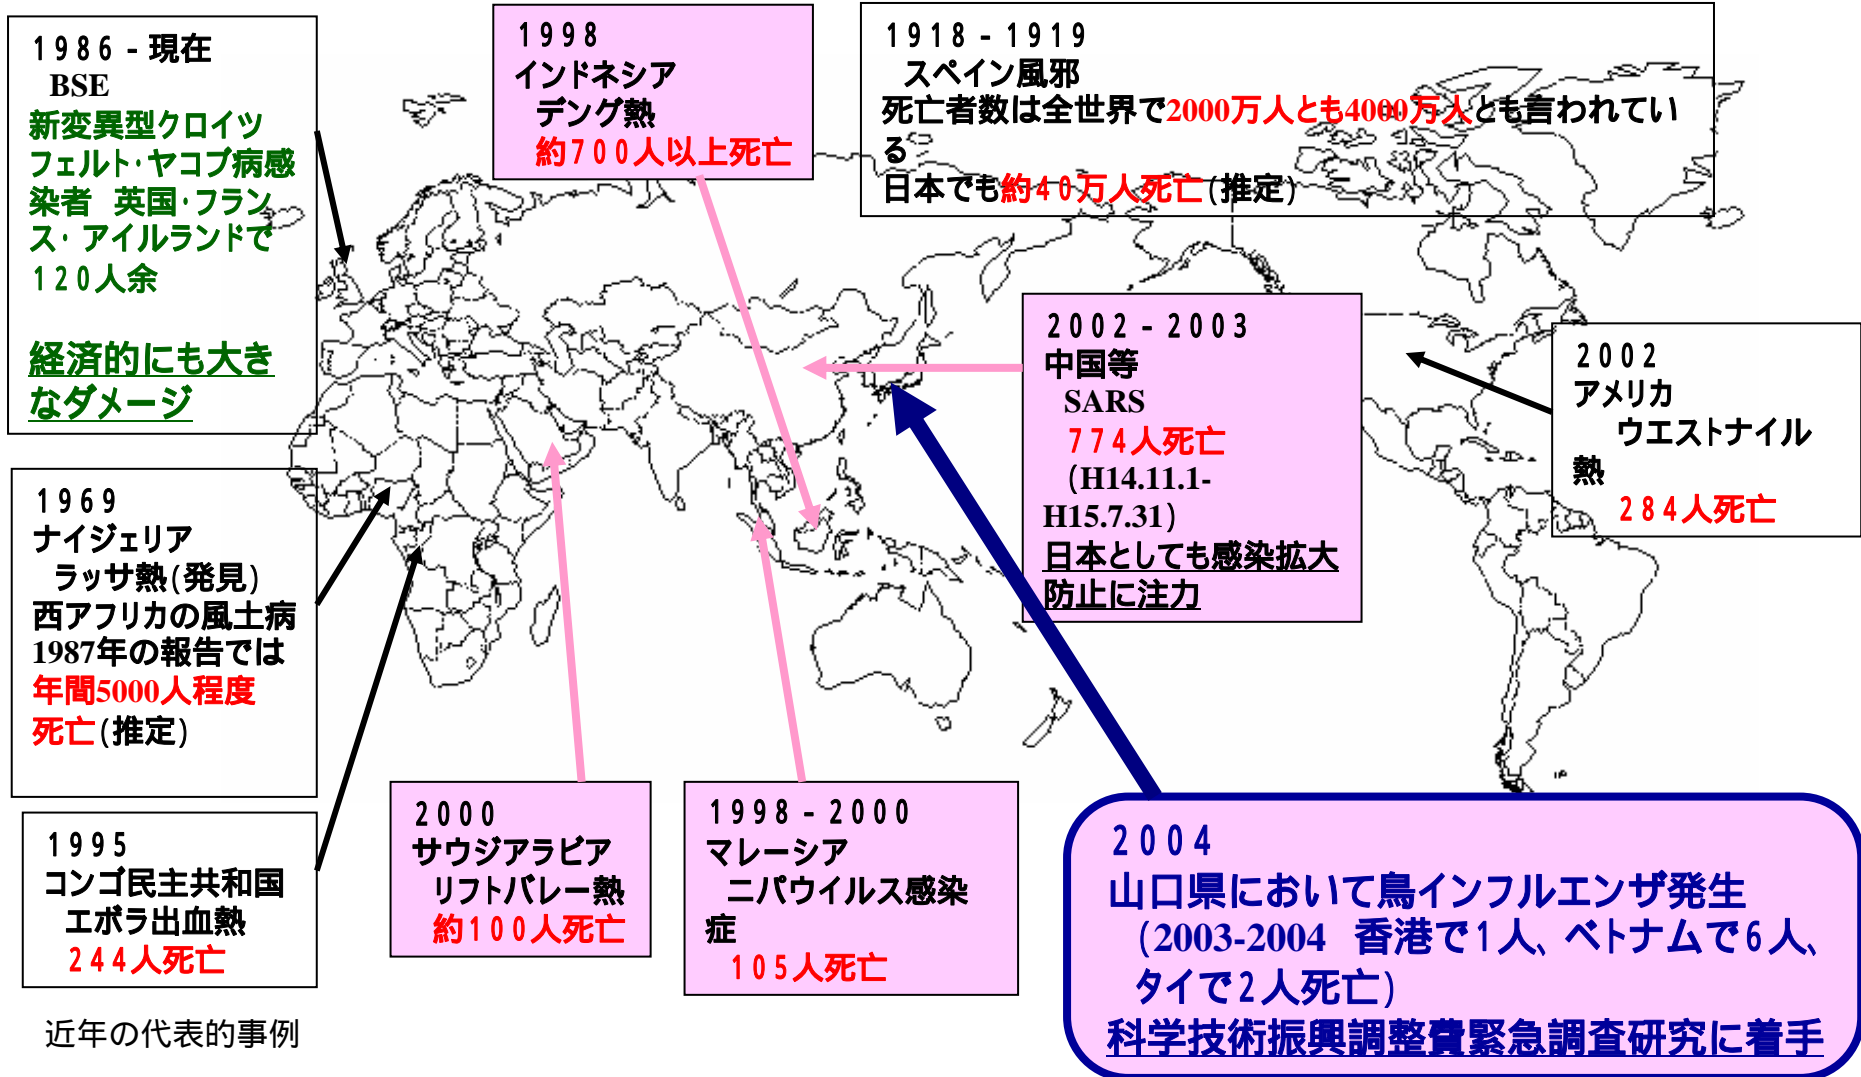 1986-現在
BSE
新変異型クロイツ
フェルト・ヤコブ病感
染者 英国・フラン
ス・アイルランドで
120人余
経済的にも大き
なダメージ
1998
インドネシア
デング熱
約700人以上死亡
1918-1919
スペイン風邪
死亡者数は全世界で2000万人とも4000万人とも言われてい
る
日本でも約40万人死亡(推定)
2002-2003
中国等
SARS
774人死亡
(H14.11.1-
H15.7.31)
日本としても感染拡大
防止に注力
2002
アメリカ
ウエストナイル
熱
284人死亡
1969
ナイジェリア
ラッサ熱(発見)
西アフリカの風土病
1987年の報告では
年間5000人程度
死亡(推定)
1995
コンゴ民主共和国
エボラ出血熱
244人死亡
2000
サウジアラビア
リフトバレー熱
約100人死亡
1998-2000
マレーシア
ニパウイルス感染
症
105人死亡
2004
山口県において鳥インフルエンザ発生
(2003-2004 香港で1人、ベトナムで6人、
タイで2人死亡)
科学技術振興調整費緊急調査研究に着手
近年の代表的事例